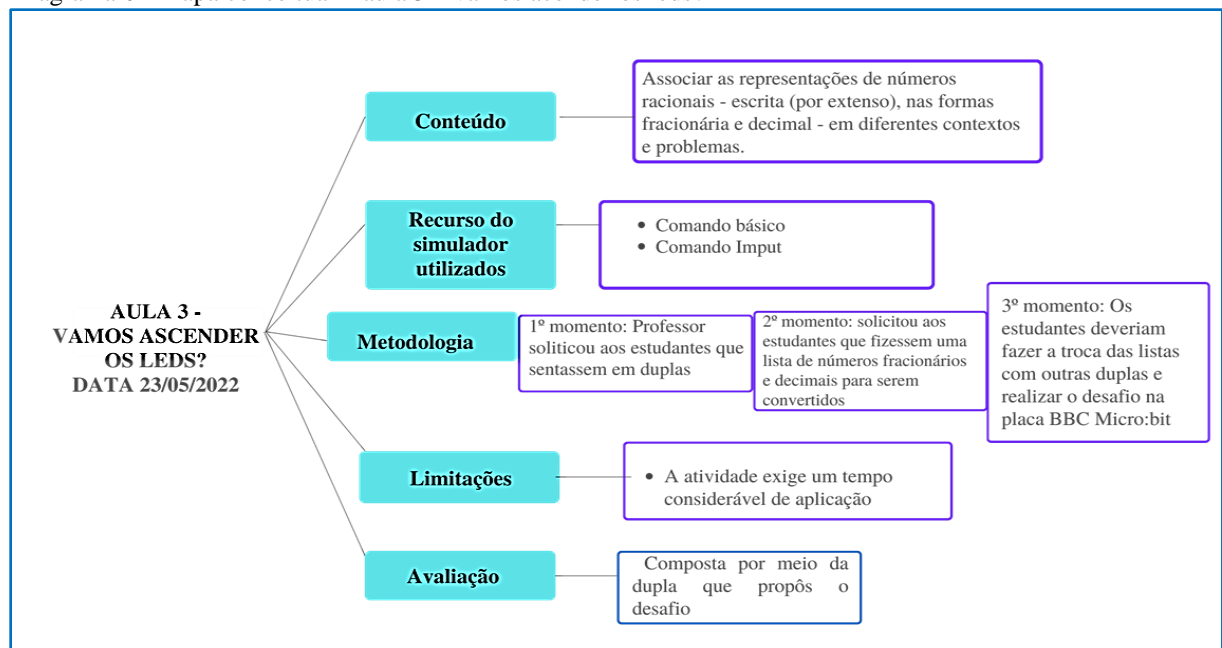 AULA 3 -
VAMOS ASCENDER
OS LEDS?
DATA 23/05/2022
Conteúdo
Associar as representações de números
racionais - escrita (por extenso), nas formas
fracionária e decimal - em diferentes contextos
e problemas.
Recurso do
simulador
utilizados
• Comando básico
• Comando Imput
Metodologia
1º momento: Professor
soliticou aos estudantes que
sentassem em duplas
2º momento: solicitou aos
estudantes que fizessem uma
lista de números fracionários
e decimais para serem
convertidos
3º momento: Os
estudantes deveriam
fazer a troca das listas
com outras duplas e
realizar o desafio na
placa BBC Micro:bit
Limitações
• A atividade exige um tempo
considerável de aplicação
Avaliação
Composta por meio da
dupla que propôs o
desafio